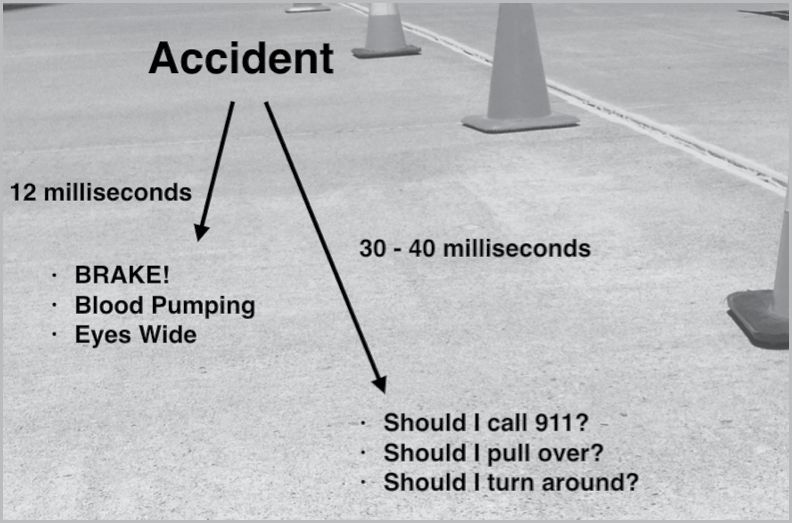 Accident
12 milliseconds
30 - 40 milliseconds
· BRAKE!
· Blood Pumping
· Eyes Wide
· Should I call 911?
· Should I pull over?
· Should I turn around?